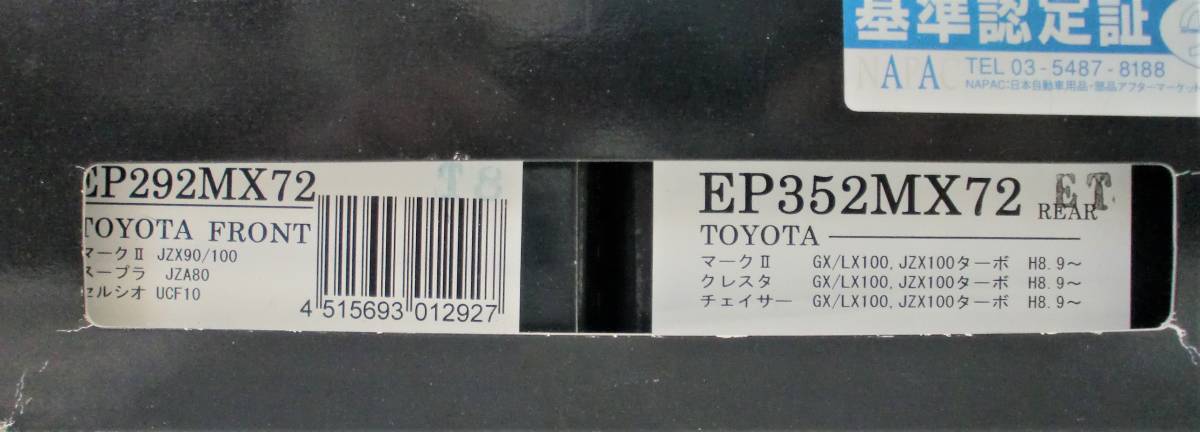 基準認定証
NAPAC
TEL 03-5487-8188
NAPAC:日本自動車用品・部品アフターマーケット
EP292MX72
TOYOTA FRONT
マークⅡ JZX90/100
スープラ JZA80
セルシオ UCF10
4 515693 012927
EP352MX72 ET
REAR
TOYOTA
マークⅡ GX/LX100,JZX100ターボ H8.9~
クレスタ GX/LX100,JZX100ターボ H8.9~
チェイサー GX/LX100,JZX100ターボ H8.9~